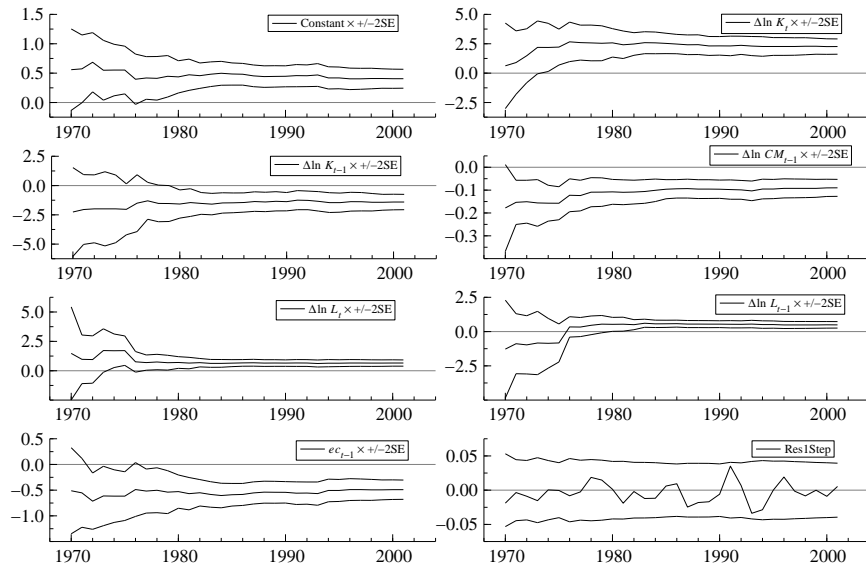 1.5
Constant × +/−2SE
1.0
0.5
0.0
1970 1980 1990 2000
5.0
Δln K_t × +/−2SE
2.5
0.0
−2.5
1970 1980 1990 2000
2.5
Δln K_{t−1} × +/−2SE
0.0
−2.5
−5.0
1970 1980 1990 2000
Δln CM_{t−1} × +/−2SE
0.0
−0.1
−0.2
−0.3
1970 1980 1990 2000
5.0
Δln L_t × +/−2SE
2.5
0.0
1970 1980 1990 2000
2.5
Δln L_{t−1} × +/−2SE
0.0
−2.5
1970 1980 1990 2000
0.5
ec_{t−1} × +/−2SE
0.0
−0.5
−1.0
1970 1980 1990 2000
Res1Step
0.05
0.00
−0.05
1970 1980 1990 2000